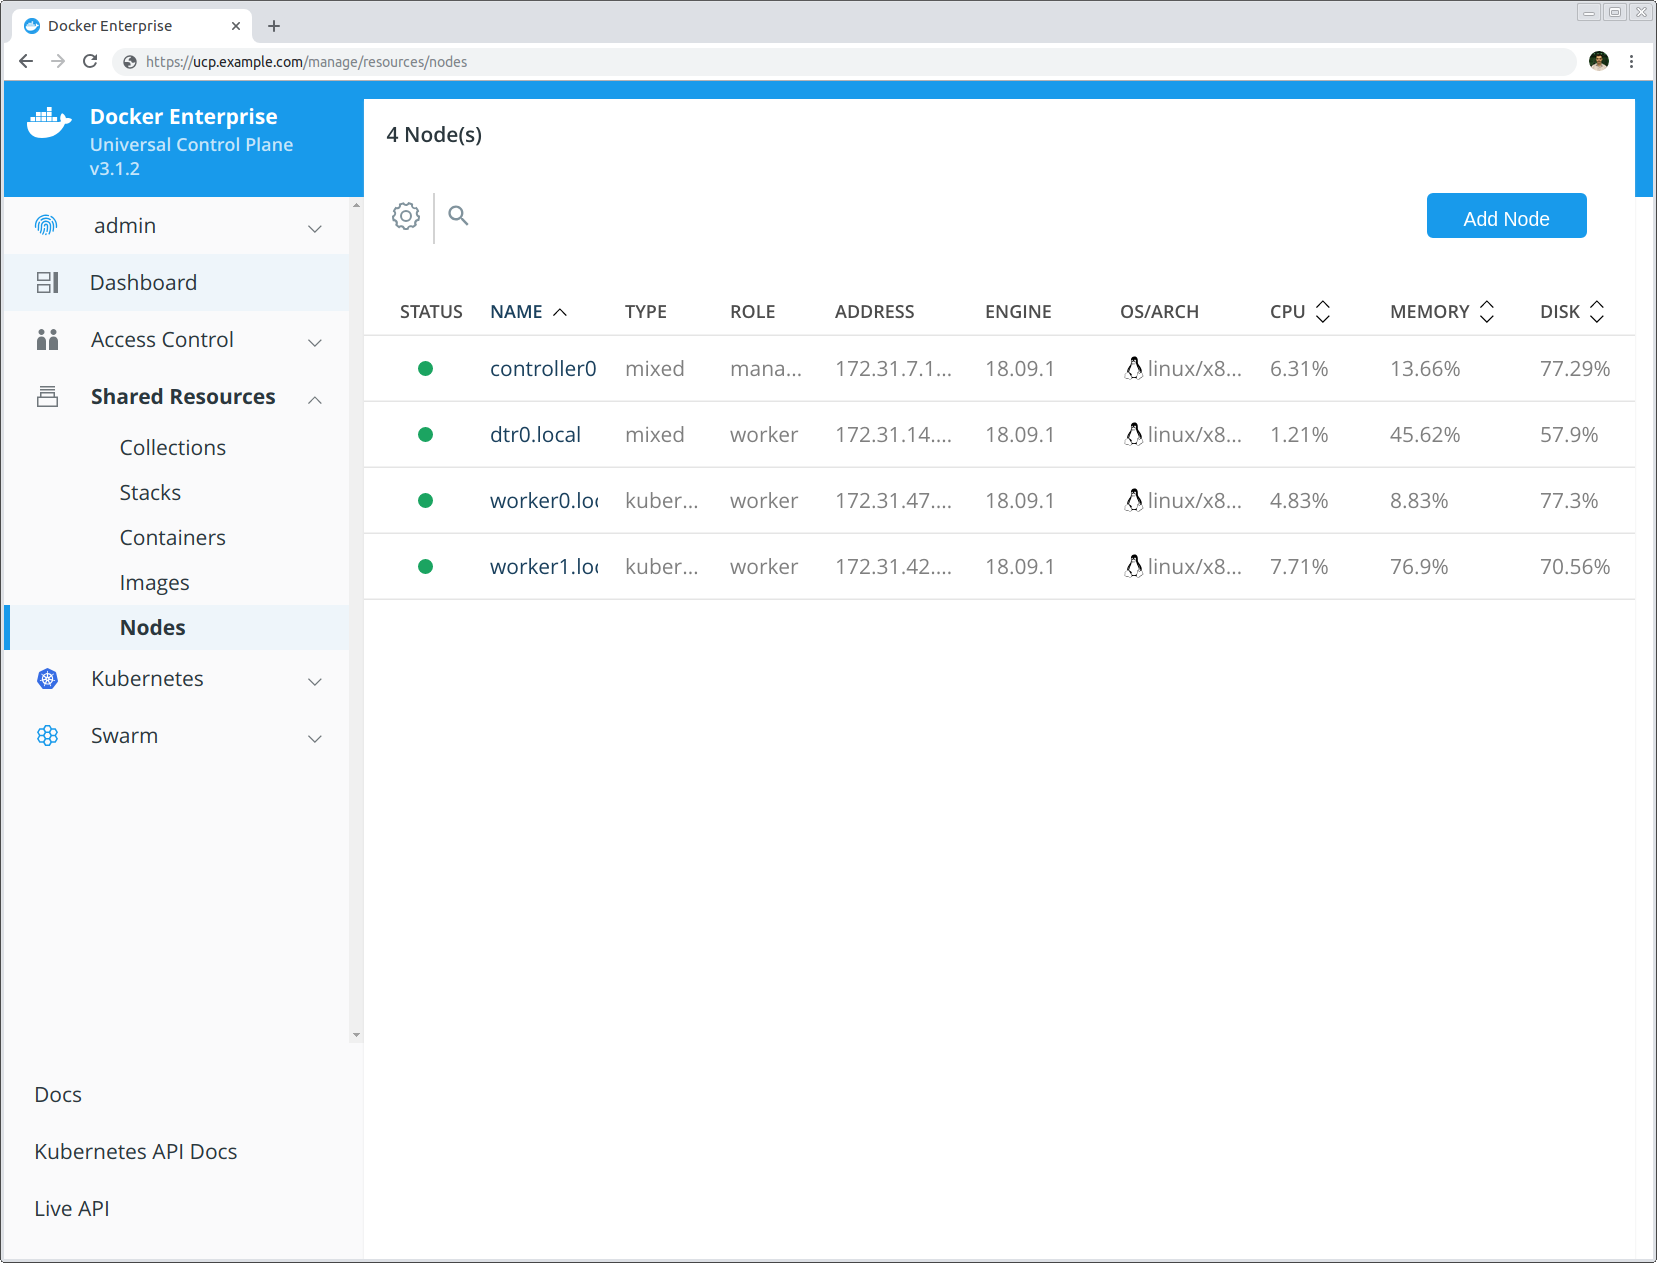 Docker Enterprise
https://ucp.example.com/manage/resources/nodes
Docker Enterprise
Universal Control Plane
v3.1.2
admin
Dashboard
Access Control
Shared Resources
Collections
Stacks
Containers
Images
Nodes
Kubernetes
Swarm
Docs
Kubernetes API Docs
Live API
4 Node(s)
Add Node
STATUS NAME TYPE ROLE ADDRESS ENGINE OS/ARCH CPU MEMORY DISK
controller0 mixed mana... 172.31.7.1... 18.09.1 linux/x8... 6.31% 13.66% 77.29%
dtr0.local mixed worker 172.31.14.... 18.09.1 linux/x8... 1.21% 45.62% 57.9%
worker0.loc kuber... worker 172.31.47.... 18.09.1 linux/x8... 4.83% 8.83% 77.3%
worker1.loc kuber... worker 172.31.42.... 18.09.1 linux/x8... 7.71% 76.9% 70.56%